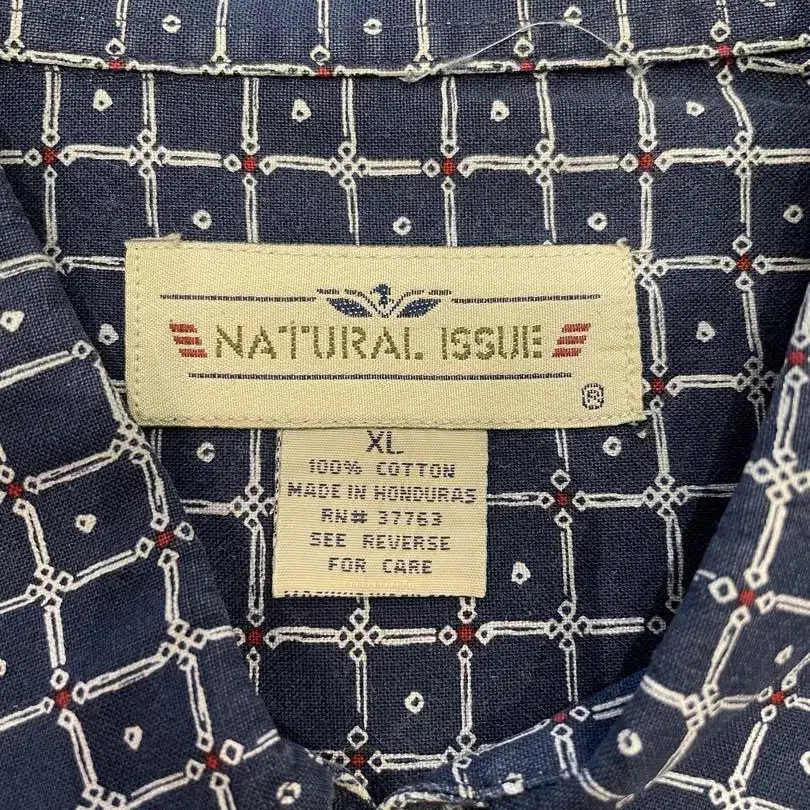 NATURAL ISSUE
®
XL
100% COTTON
MADE IN HONDURAS
RN# 37763
SEE REVERSE
FOR CARE